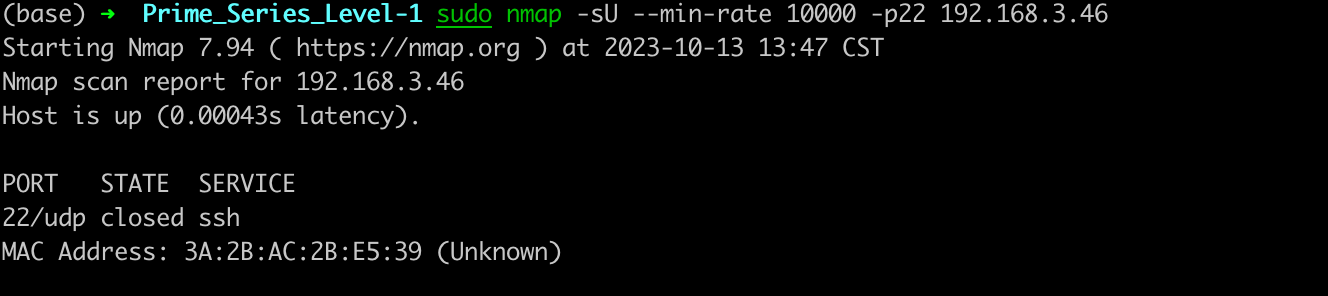 (base) ➜  Prime_Series_Level-1 sudo nmap -sU --min-rate 10000 -p22 192.168.3.46
Starting Nmap 7.94 ( https://nmap.org ) at 2023-10-13 13:47 CST
Nmap scan report for 192.168.3.46
Host is up (0.00043s latency).
PORT   STATE  SERVICE
22/udp closed ssh
MAC Address: 3A:2B:AC:2B:E5:39 (Unknown)